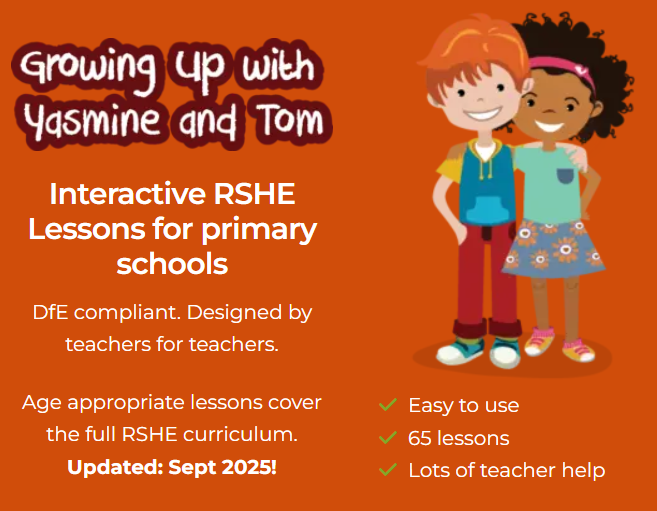 Growing Up with
Yasmine and Tom
Interactive RSHE
Lessons for primary
schools
DfE compliant. Designed by
teachers for teachers.
Age appropriate lessons cover
the full RSHE curriculum.
Updated: Sept 2025!
Easy to use
65 lessons
Lots of teacher help